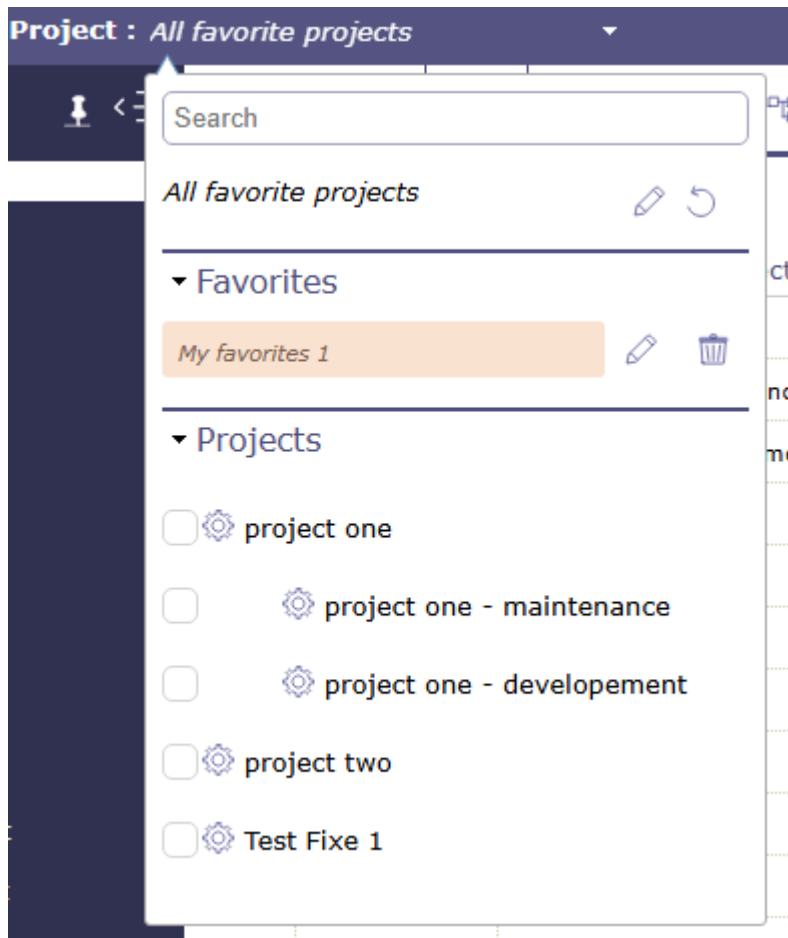 Project : All favorite projects
Search
All favorite projects
Favorites
My favorites 1
Projects
project one
project one - maintenance
project one - developement
project two
Test Fixe 1